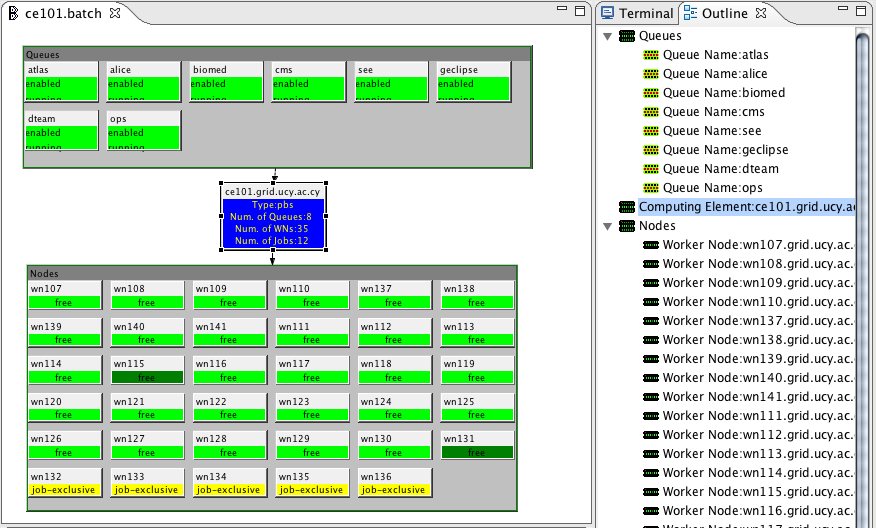 ce101.batch
Queues
atlas alice biomed cms see geclipse
enabled enabled enabled enabled enabled enabled
running running running running running running
dteam ops
enabled enabled
running running
ce101.grid.ucy.ac.cy
Type:pbs
Num. of Queues:8
Num. of WNs:35
Num. of Jobs:12
Nodes
wn107 wn108 wn109 wn110 wn137 wn138
free free free free free free
wn139 wn140 wn141 wn111 wn112 wn113
free free free free free free
wn114 wn115 wn116 wn117 wn118 wn119
free free free free free free
wn120 wn121 wn122 wn123 wn124 wn125
free free free free free free
wn126 wn127 wn128 wn129 wn130 wn131
free free free free free free
wn132 wn133 wn134 wn135 wn136
job-exclusive job-exclusive job-exclusive job-exclusive job-exclusive
Terminal Outline
Queues
Queue Name:atlas
Queue Name:alice
Queue Name:biomed
Queue Name:cms
Queue Name:see
Queue Name:geclipse
Queue Name:dteam
Queue Name:ops
Computing Element:ce101.grid.ucy.ac
Nodes
Worker Node:wn107.grid.ucy.ac.
Worker Node:wn108.grid.ucy.ac.
Worker Node:wn109.grid.ucy.ac.
Worker Node:wn110.grid.ucy.ac.
Worker Node:wn137.grid.ucy.ac.
Worker Node:wn138.grid.ucy.ac.
Worker Node:wn139.grid.ucy.ac.
Worker Node:wn140.grid.ucy.ac.
Worker Node:wn141.grid.ucy.ac.
Worker Node:wn111.grid.ucy.ac.
Worker Node:wn112.grid.ucy.ac.
Worker Node:wn113.grid.ucy.ac.
Worker Node:wn114.grid.ucy.ac.
Worker Node:wn115.grid.ucy.ac.
Worker Node:wn116.grid.ucy.ac.
Worker Node:wn117.grid.ucy.ac.